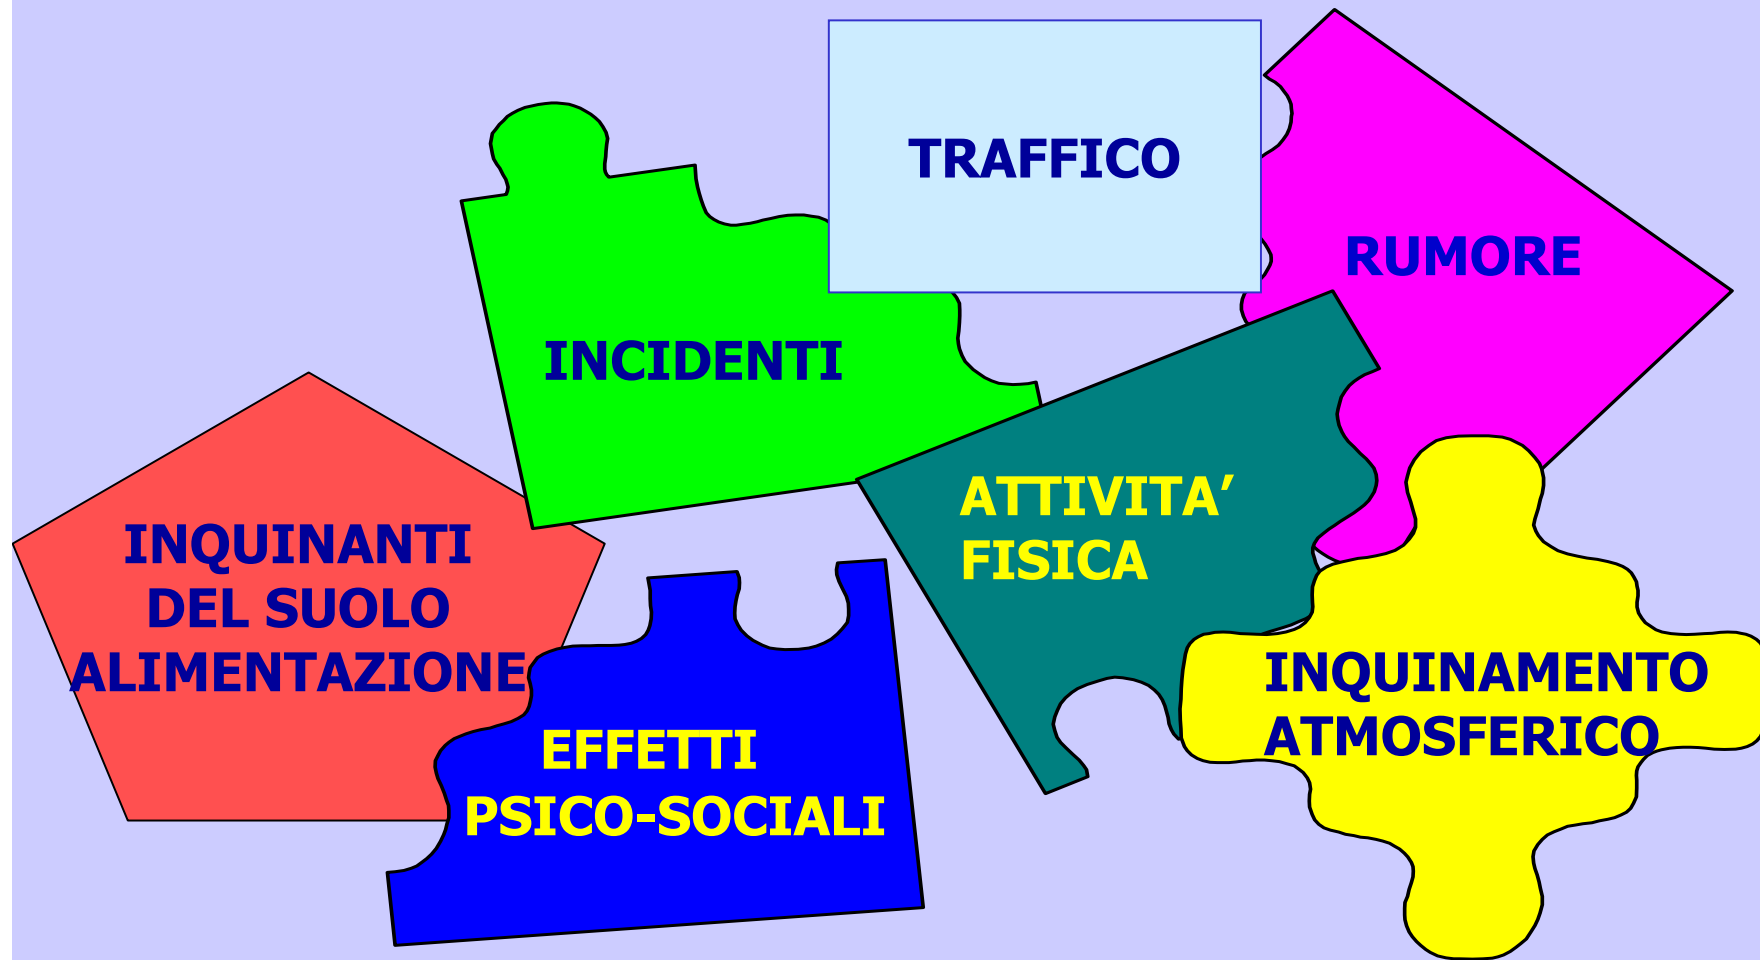 TRAFFICO
RUMORE
INCIDENTI
ATTIVITA’
FISICA
INQUINANTI
DEL SUOLO
ALIMENTAZIONE
INQUINAMENTO
ATMOSFERICO
EFFETTI
PSICO-SOCIALI